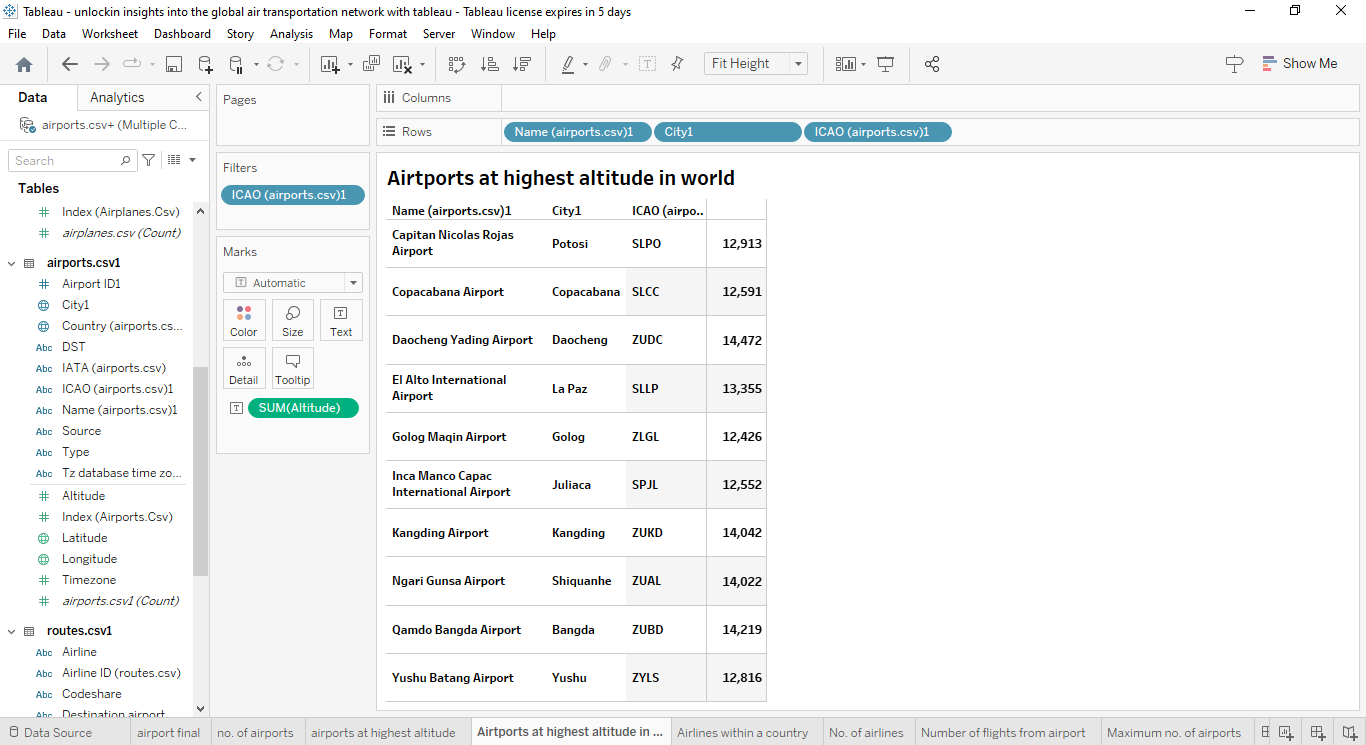 Tableau - unlockin insights into the global air transportation network with tableau - Tableau license expires in 5 days
File Data Worksheet Dashboard Story Analysis Map Format Server Window Help
Fit Height
Show Me
Data Analytics
airports.csv+ (Multiple C...
Search
Tables
# Index (Airplanes.Csv)
# airplanes.csv (Count)
airports.csv1
# Airport ID1
City1
Country (airports.cs...
Abc DST
Abc IATA (airports.csv)
Abc ICAO (airports.csv)1
Abc Name (airports.csv)1
Abc Source
Abc Type
Abc Tz database time zo...
# Altitude
# Index (Airports.Csv)
Latitude
Longitude
# Timezone
# airports.csv1 (Count)
routes.csv1
Abc Airline
Abc Airline ID (routes.csv)
Abc Codeshare
Abc Destination airport
Pages
Filters
ICAO (airports.csv)1
Marks
Automatic
Color Size Text
Detail Tooltip
SUM(Altitude)
Columns
Rows Name (airports.csv)1 City1 ICAO (airports.csv)1
Airtports at highest altitude in world
Name (airports.csv)1 City1 ICAO (airpo..
Capitan Nicolas Rojas Airport Potosi SLPO 12,913
Copacabana Airport Copacabana SLCC 12,591
Daocheng Yading Airport Daocheng ZUDC 14,472
El Alto International Airport La Paz SLLP 13,355
Golog Maqin Airport Golog ZLGL 12,426
Inca Manco Capac International Airport Juliaca SPJL 12,552
Kangding Airport Kangding ZUKD 14,042
Ngari Gunsa Airport Shiquanhe ZUAL 14,022
Qamdo Bangda Airport Bangda ZUBD 14,219
Yushu Batang Airport Yushu ZYLS 12,816
Data Source airport final no. of airports airports at highest altitude Airtports at highest altitude in ... Airlines within a country No. of airlines Number of flights from airport Maximum no. of airports